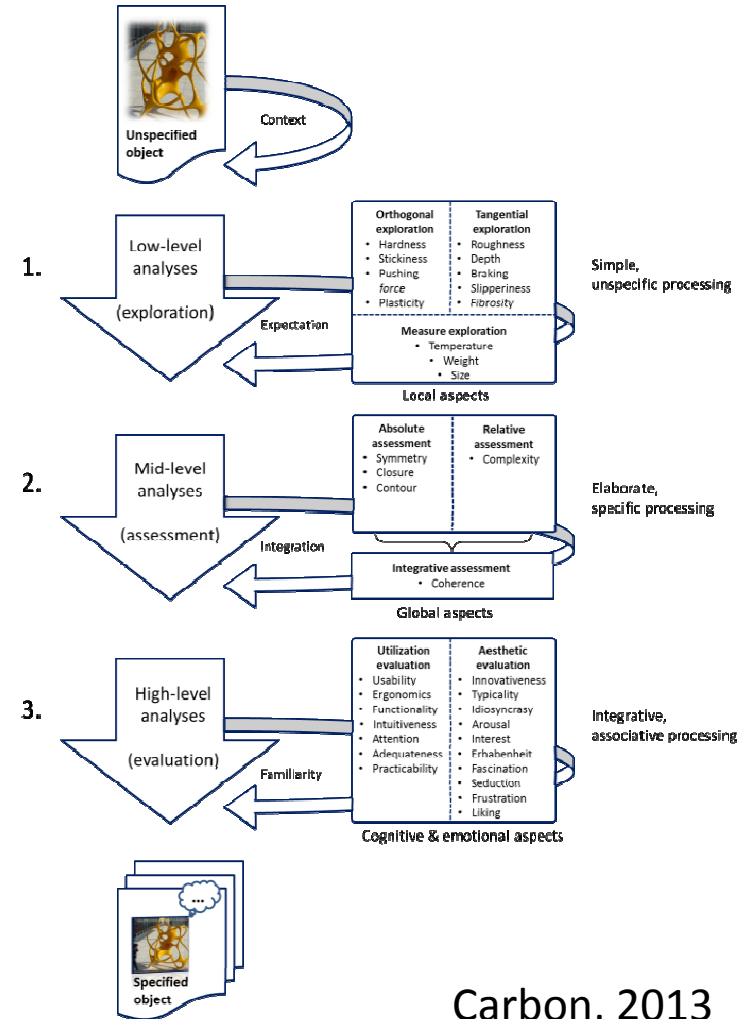 Unspecified
object
Context
1.
Low-level
analyses
(exploration)
Expectation
Orthogonal
exploration
• Hardness
• Stickiness
• Pushing
force
• Plasticity
Tangential
exploration
• Roughness
• Depth
• Braking
• Slipperiness
• Fibrosity
Measure exploration
• Temperature
• Weight
• Size
Local aspects
Simple,
unspecific processing
2.
Mid-level
analyses
(assessment)
Integration
Absolute
assessment
• Symmetry
• Closure
• Contour
Relative
assessment
• Complexity
Integrative assessment
• Coherence
Global aspects
Elaborate,
specific processing
3.
High-level
analyses
(evaluation)
Familiarity
Utilization
evaluation
• Usability
• Ergonomics
• Functionality
• Intuitiveness
• Attention
• Adequateness
• Practicability
Aesthetic
evaluation
• Innovativeness
• Typicality
• Idiosyncrasy
• Arousal
• Interest
• Erhabenheit
• Fascination
• Seduction
• Frustration
• Liking
Cognitive & emotional aspects
Integrative,
associative processing
...
Specified
object
Carbon, 2013